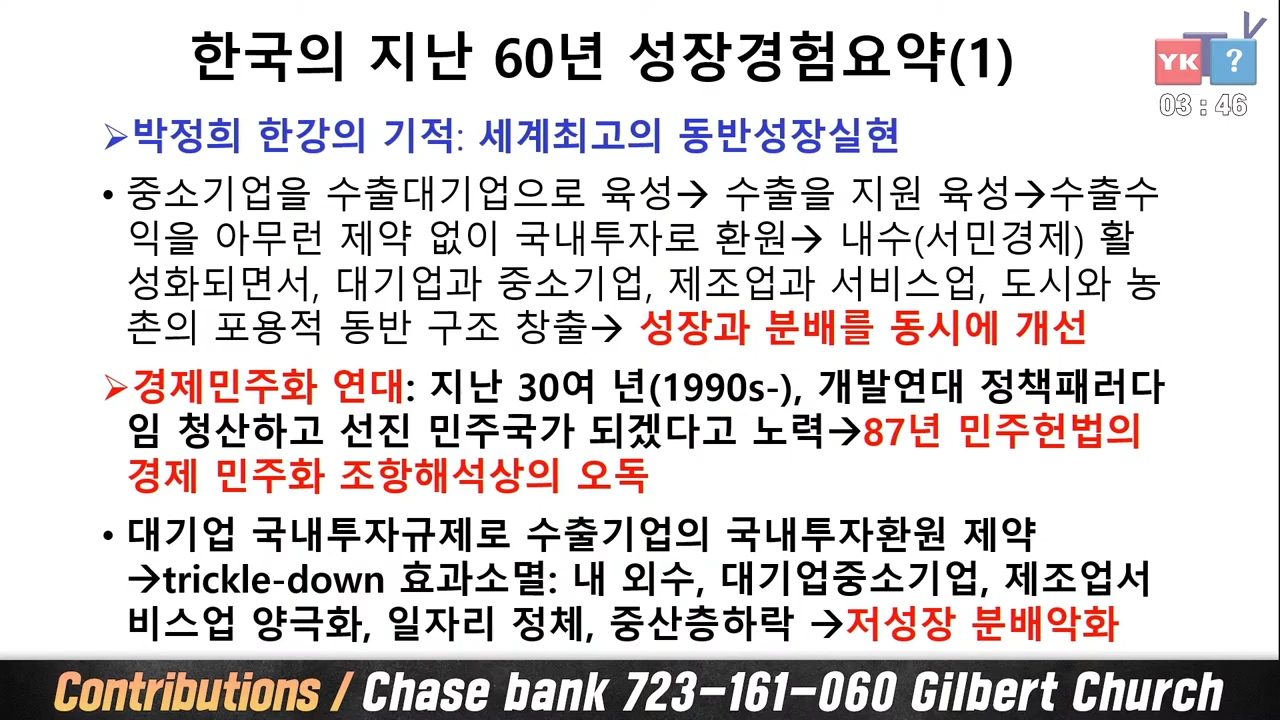 한국의 지난 60년 성장경험요약(1)
YK T V ?
03 : 46
➢박정희 한강의 기적: 세계최고의 동반성장실현
• 중소기업을 수출대기업으로 육성→ 수출을 지원 육성→수출수
익을 아무런 제약 없이 국내투자로 환원→ 내수(서민경제) 활
성화되면서, 대기업과 중소기업, 제조업과 서비스업, 도시와 농
촌의 포용적 동반 구조 창출→ 성장과 분배를 동시에 개선
➢경제민주화 연대: 지난 30여 년(1990s-), 개발연대 정책패러다
임 청산하고 선진 민주국가 되겠다고 노력→87년 민주헌법의
경제 민주화 조항해석상의 오독
• 대기업 국내투자규제로 수출기업의 국내투자환원 제약
→trickle-down 효과소멸: 내 외수, 대기업중소기업, 제조업서
비스업 양극화, 일자리 정체, 중산층하락 →저성장 분배악화
Contributions / Chase bank 723-161-060 Gilbert Church